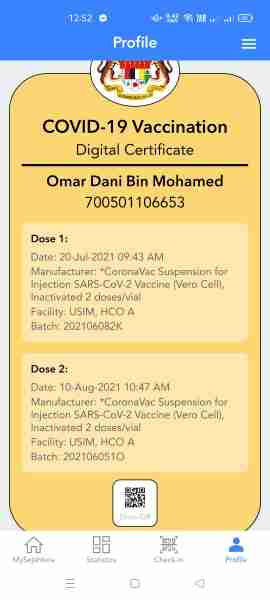 12:52
Profile
COVID-19 Vaccination
Digital Certificate
Omar Dani Bin Mohamed
700501106653
Dose 1:
Date: 20-Jul-2021 09:43 AM
Manufacturer: *CoronaVac Suspension for
Injection SARS-CoV-2 Vaccine (Vero Cell),
Inactivated 2 doses/vial
Facility: USIM, HCO A
Batch: 202106082K
Dose 2:
Date: 10-Aug-2021 10:47 AM
Manufacturer: *CoronaVac Suspension for
Injection SARS-CoV-2 Vaccine (Vero Cell),
Inactivated 2 doses/vial
Facility: USIM, HCO A
Batch: 202106051O
MySejahtera Statistics Check-in Profile